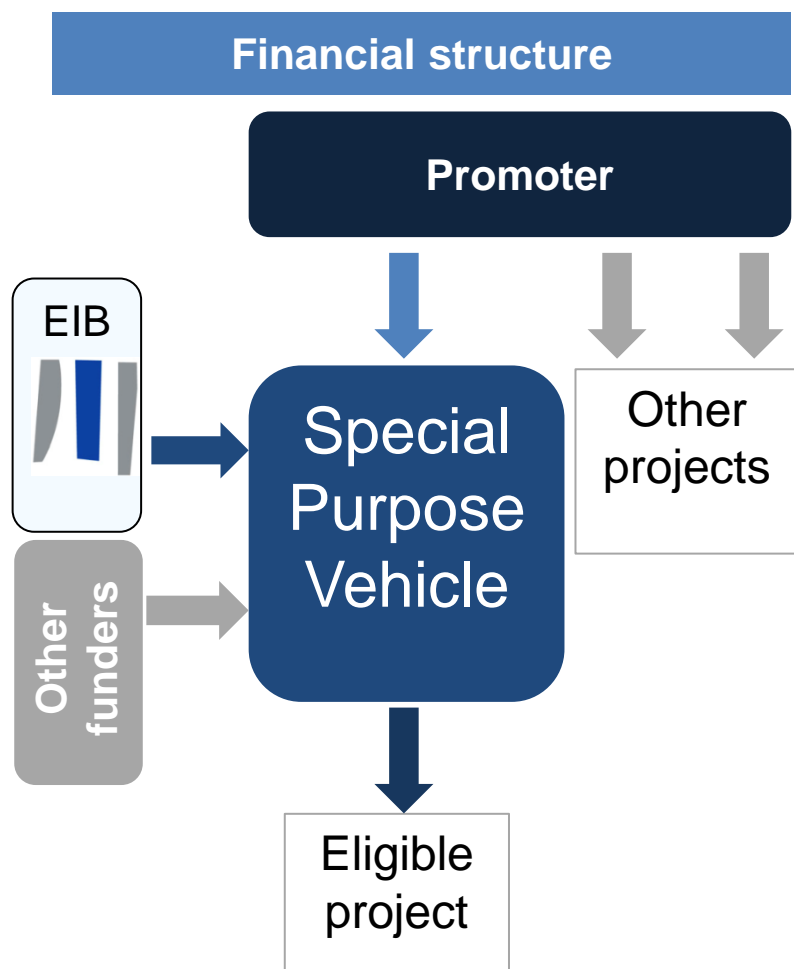 Financial structure
Promoter
EIB
Special
Purpose
Vehicle
Other
projects
Other
funders
Eligible
project